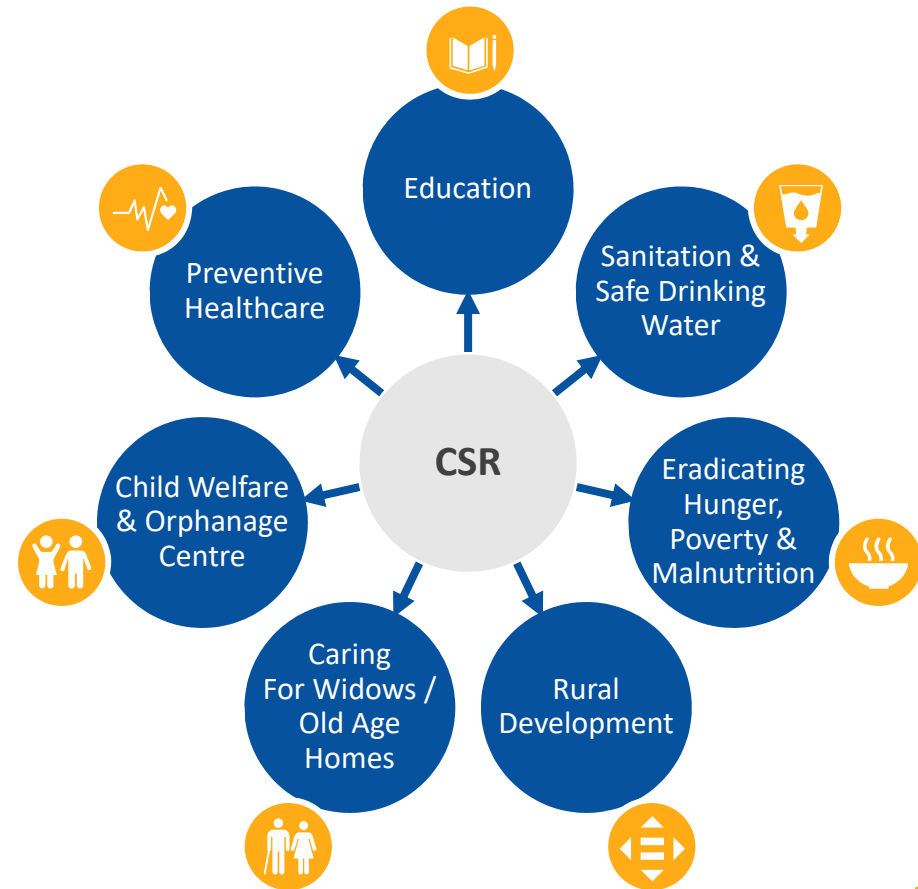 Education
Sanitation &
Safe Drinking
Water
Eradicating
Hunger,
Poverty &
Malnutrition
Rural
Development
Caring
For Widows /
Old Age
Homes
Child Welfare
& Orphanage
Centre
Preventive
Healthcare
CSR